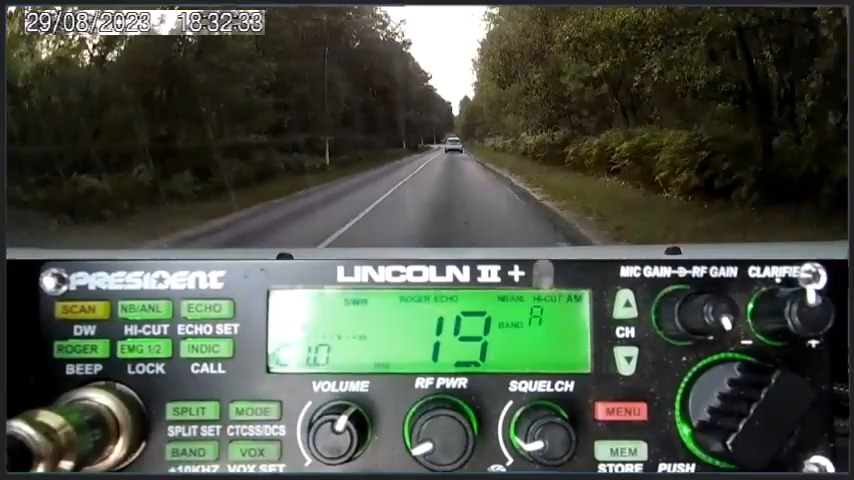 29/08/2023 18:32:33
PRESIDENT
LINCOLN II +
MIC GAIN RF GAIN CLARIFIER
SCAN NB/ANL ECHO
DW HI-CUT ECHO SET
ROGER EMG 1/2 INDIC
BEEP LOCK CALL
SWR ROGER ECHO NB/ANL HI-CUT AM
19 BAND A
1.0
CH
VOLUME RF PWR SQUELCH
SPLIT MODE
SPLIT SET CTCSS/DCS
BAND VOX
+10KHZ VOX SET
MENU
MEM
STORE PUSH